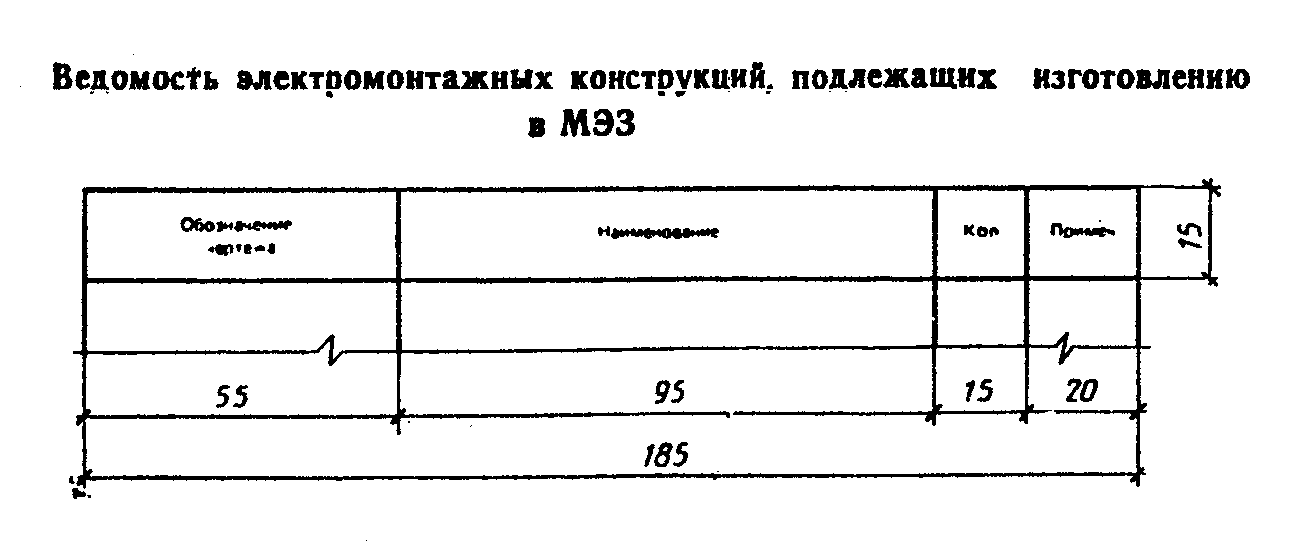 Ведомость электромонтажных конструкций, подлежащих изготовлению
в МЭЗ
Обозначение
чертежа
Наименование
Кол
Примеч
15
55
95
15
20
185